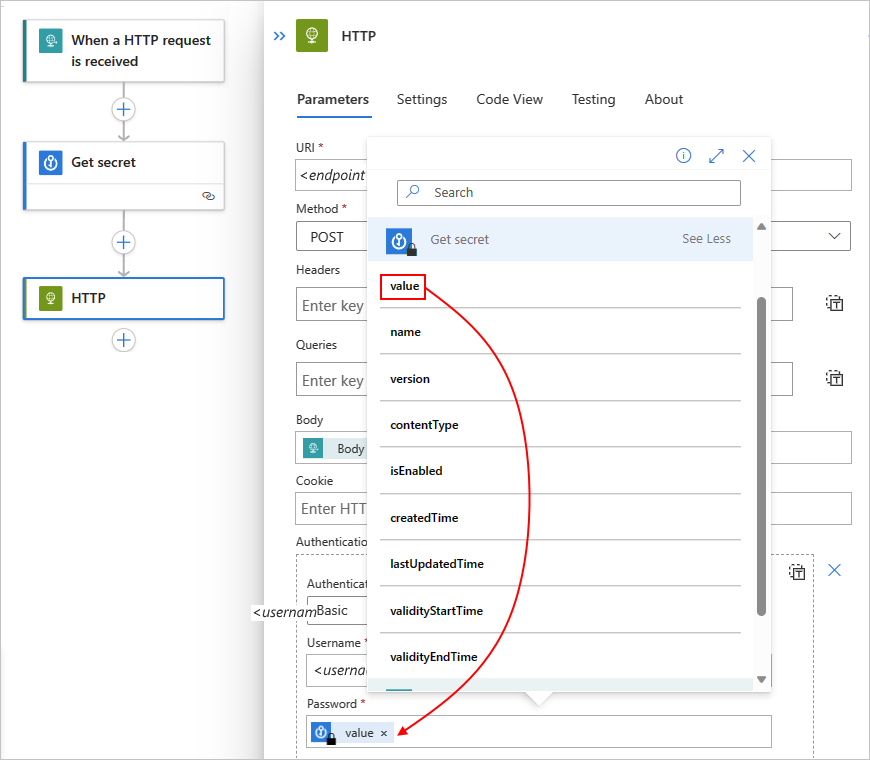 When a HTTP request
is received
Get secret
HTTP
HTTP
Parameters
Settings
Code View
Testing
About
URI *
<endpoint
Method *
POST
Headers
Enter key
Queries
Enter key
Body
Body
Cookie
Enter HTT
Authenticatio
Authenticat
Basic
<usernam
Username *
<userna
Password *
value ×
Search
Get secret
See Less
value
name
version
contentType
isEnabled
createdTime
lastUpdatedTime
validityStartTime
validityEndTime